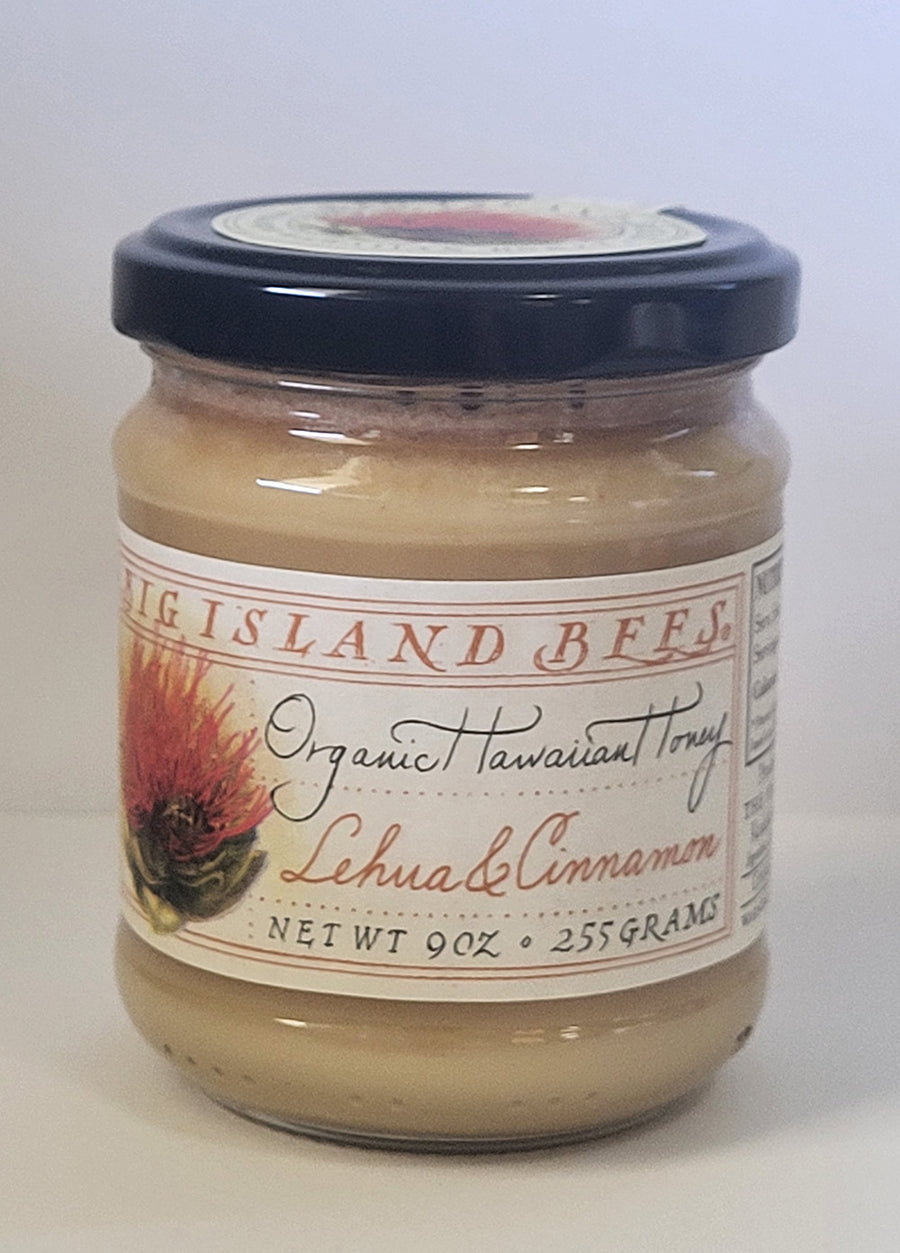 BIG ISLAND BEES®
Organic Hawaiian Honey
Lehua & Cinnamon
NET WT 9OZ • 255 GRAMS